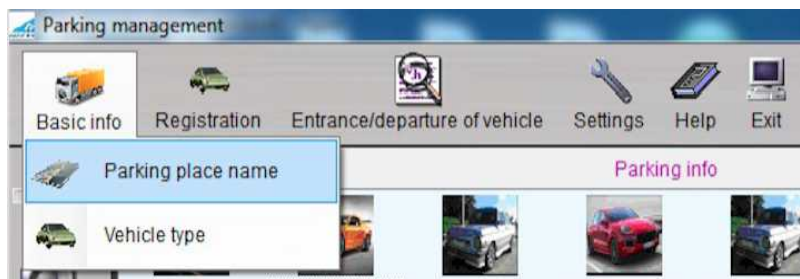 Parking management
Basic info Registration Entrance/departure of vehicle Settings Help Exit
Parking place name
Parking info
Vehicle type